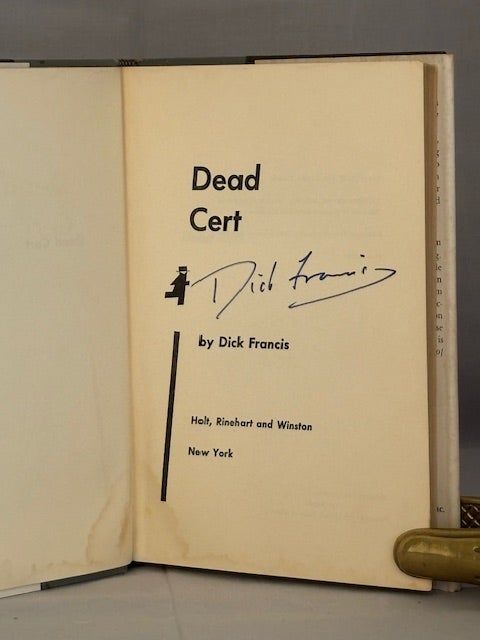 Dead
Cert
Dick Francis
by Dick Francis
Holt, Rinehart and Winston
New York